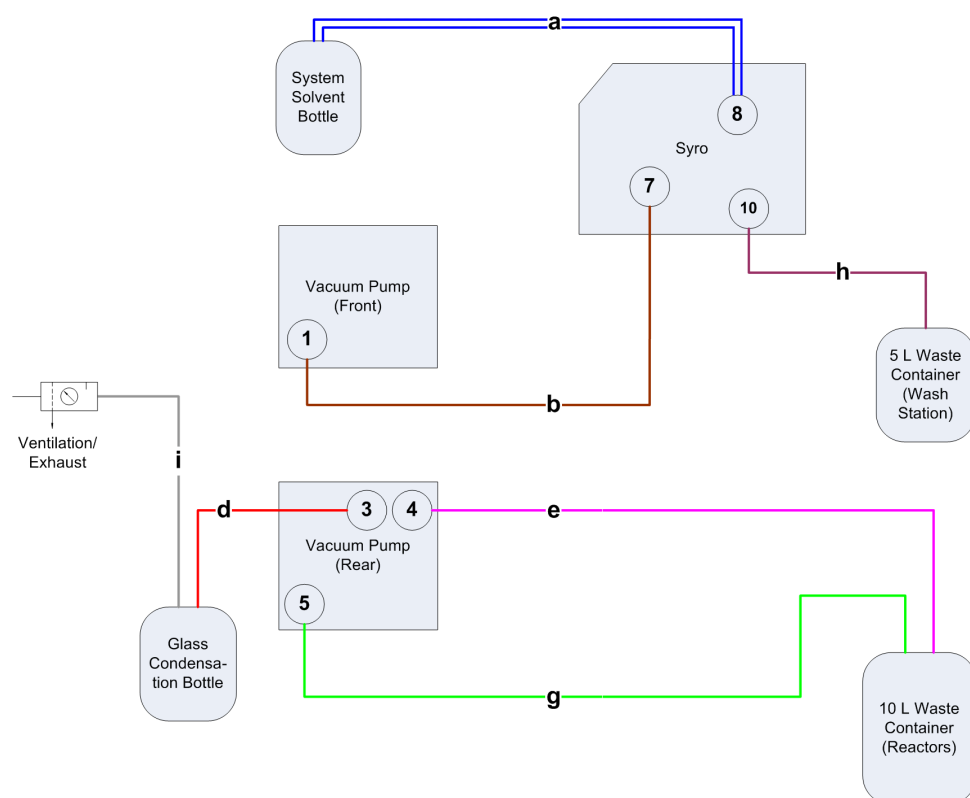 a
System
Solvent
Bottle
8
Syro
7
10
h
Vacuum Pump
(Front)
1
5 L Waste
Container
(Wash
Station)
b
Ventilation/
Exhaust
i
d
3
4
e
Vacuum Pump
(Rear)
5
Glass
Condensa-
tion Bottle
g
10 L Waste
Container
(Reactors)